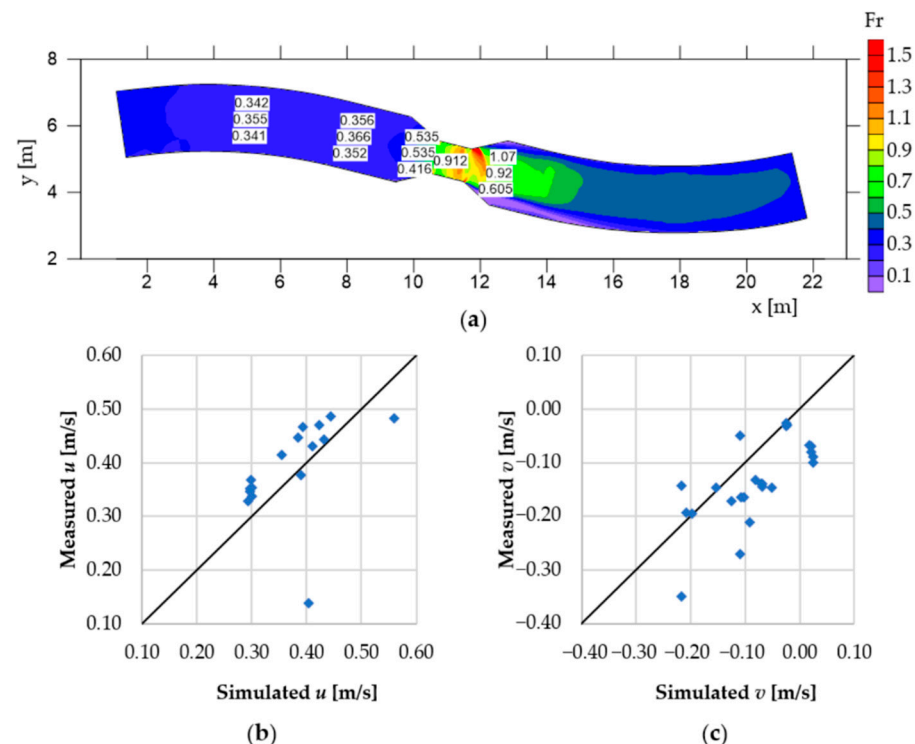 Fr
8
6
4
2
y [m]
0.342
0.355
0.341
0.356
0.366
0.352
0.535
0.535
0.416
0.912
1.07
0.92
0.605
1.5
1.3
1.1
0.9
0.7
0.5
0.3
0.1
2 4 6 8 10 12 14 16 18 20 22
x [m]
(a)
0.60
0.50
0.40
0.30
0.20
0.10
Measured u [m/s]
0.10 0.20 0.30 0.40 0.50 0.60
Simulated u [m/s]
(b)
0.10
0.00
−0.10
−0.20
−0.30
−0.40
Measured v [m/s]
−0.40 −0.30 −0.20 −0.10 0.00 0.10
Simulated v [m/s]
(c)